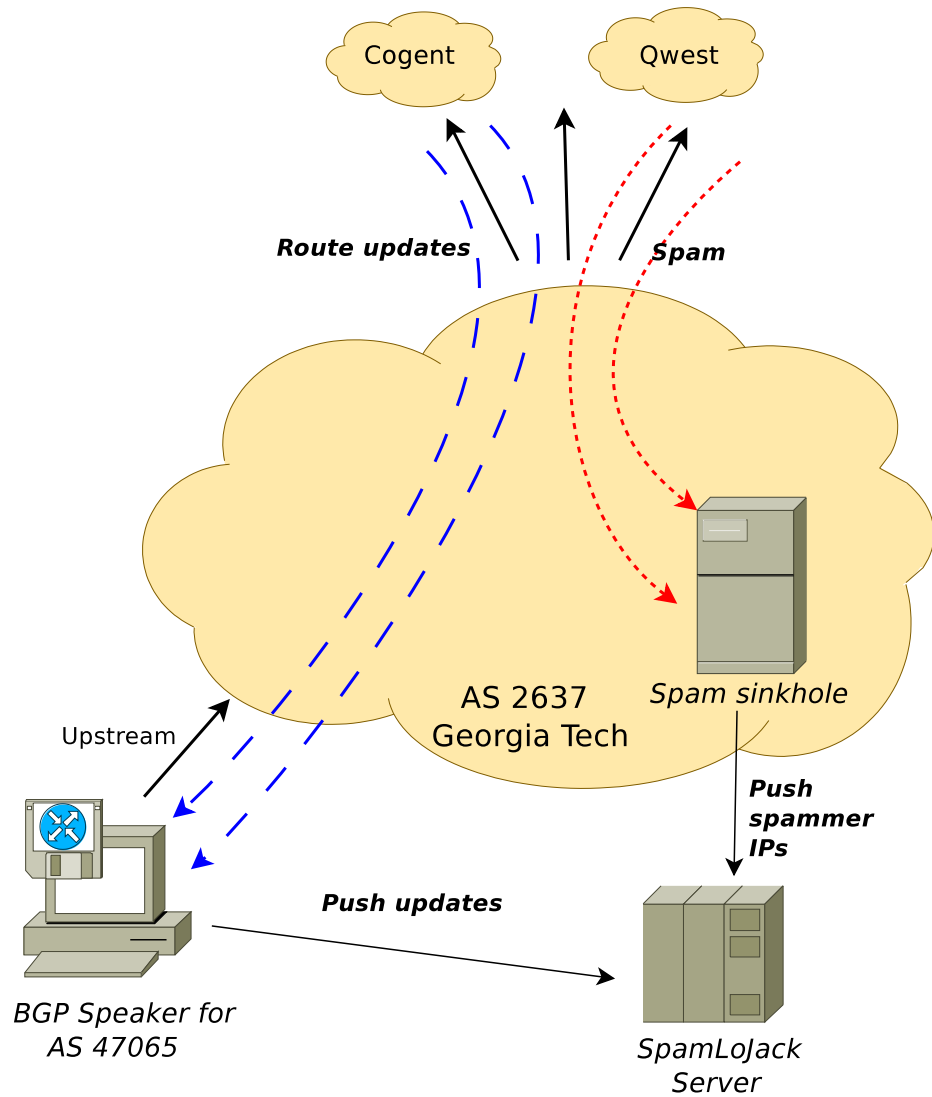 Cogent
Qwest
Route updates
Spam
AS 2637
Georgia Tech
Spam sinkhole
Upstream
Push
spammer
IPs
Push updates
BGP Speaker for
AS 47065
SpamLoJack
Server